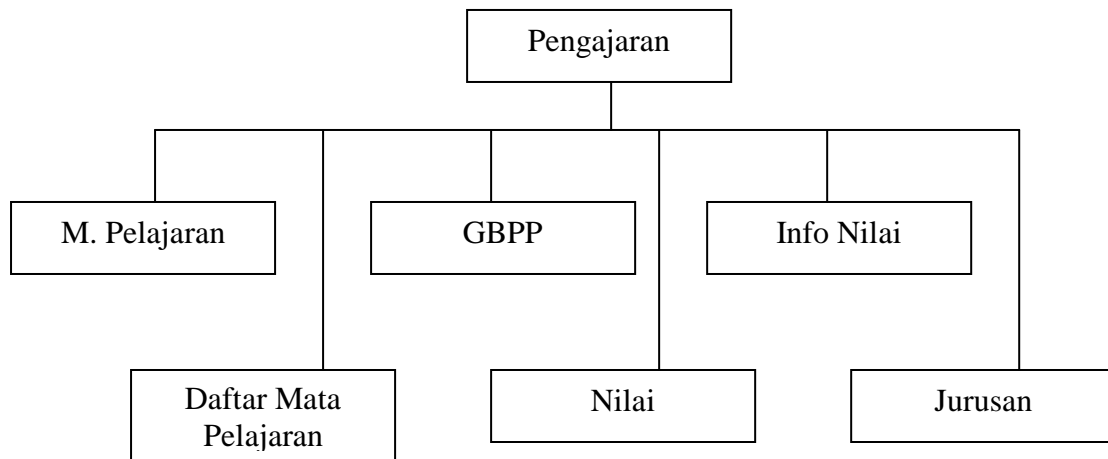 Pengajaran
M. Pelajaran
GBPP
Info Nilai
Daftar Mata
Pelajaran
Nilai
Jurusan